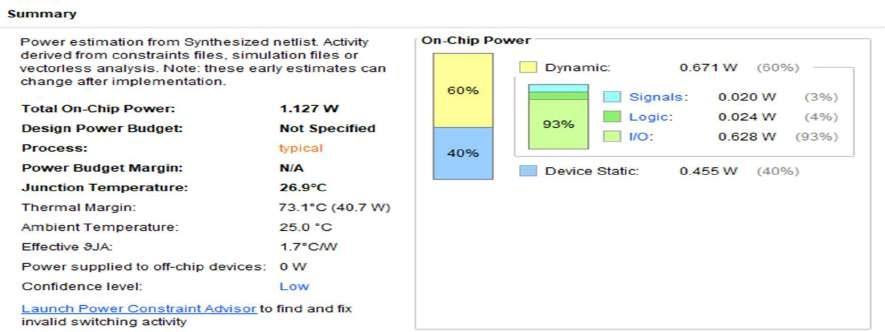 Summary
Power estimation from Synthesized netlist. Activity
derived from constraints files, simulation files or
vectorless analysis. Note: these early estimates can
change after implementation.
Total On-Chip Power: 1.127 W
Design Power Budget: Not Specified
Process: typical
Power Budget Margin: N/A
Junction Temperature: 26.9°C
Thermal Margin: 73.1°C (40.7 W)
Ambient Temperature: 25.0 °C
Effective ϑJA: 1.7°C/W
Power supplied to off-chip devices: 0 W
Confidence level: Low
Launch Power Constraint Advisor to find and fix
invalid switching activity
On-Chip Power
60%
40%
Dynamic: 0.671 W (60%)
93%
Signals: 0.020 W (3%)
Logic: 0.024 W (4%)
I/O: 0.628 W (93%)
Device Static: 0.455 W (40%)